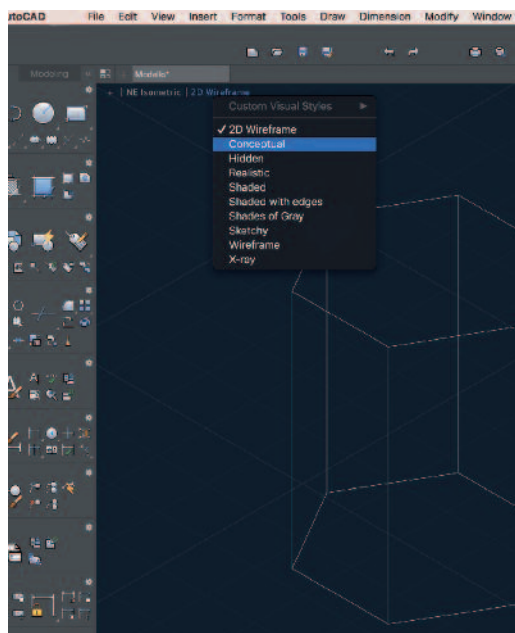 utoCAD File Edit View Insert Format Tools Draw Dimension Modify Window
Modeling Modelis*
NE Isometric 2D Wireframe
Custom Visual Styles
✓ 2D Wireframe
Conceptual
Hidden
Realistic
Shaded
Shaded with edges
Shades of Gray
Sketchy
Wireframe
X-ray